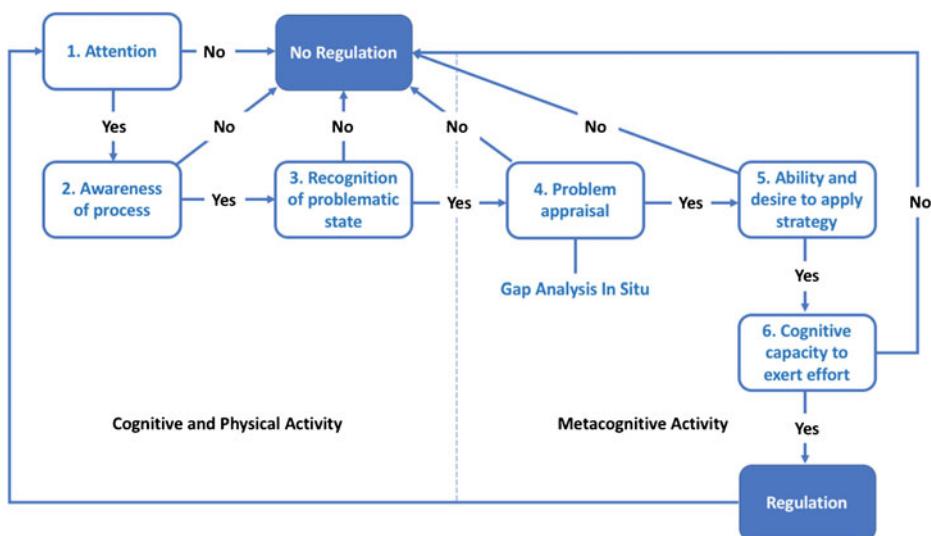 1. Attention
No
No Regulation
Yes
No
No
No
No
No
2. Awareness
of process
Yes
3. Recognition
of problematic
state
Yes
4. Problem
appraisal
Yes
5. Ability and
desire to apply
strategy
Gap Analysis In Situ
Yes
6. Cognitive
capacity to
exert effort
Cognitive and Physical Activity
Metacognitive Activity
Yes
Regulation